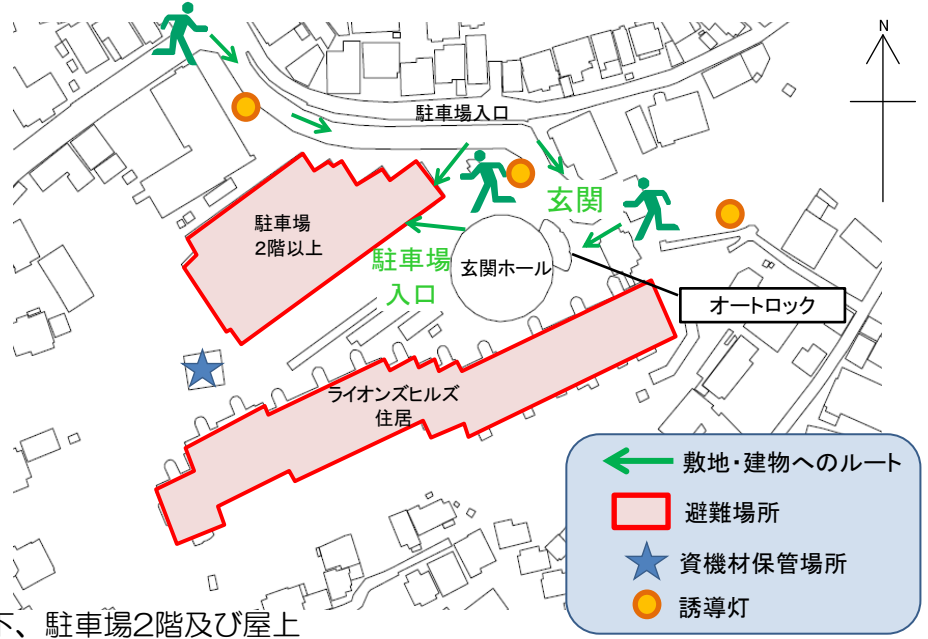 N
駐車場入口
玄関
駐車場
2階以上
駐車場
入口
玄関ホール
オートロック
ライオンズヒルズ
住居
敷地・建物へのルート
避難場所
資機材保管場所
誘導灯
下、駐車場2階及び屋上